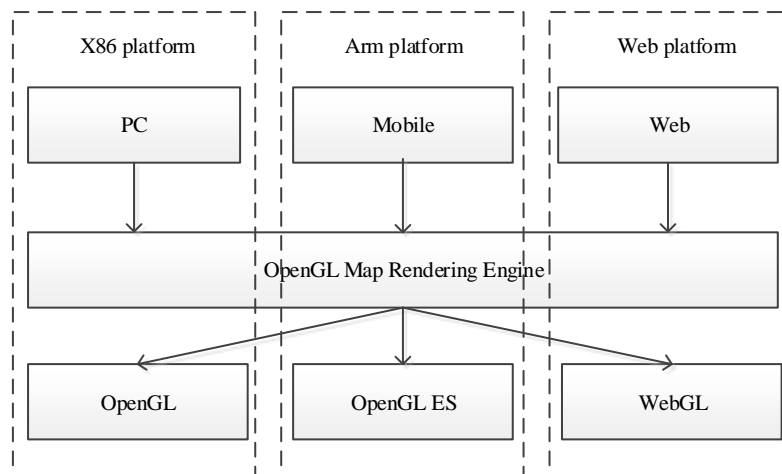 X86 platform
Arm platform
Web platform
PC
Mobile
Web
OpenGL Map Rendering Engine
OpenGL
OpenGL ES
WebGL